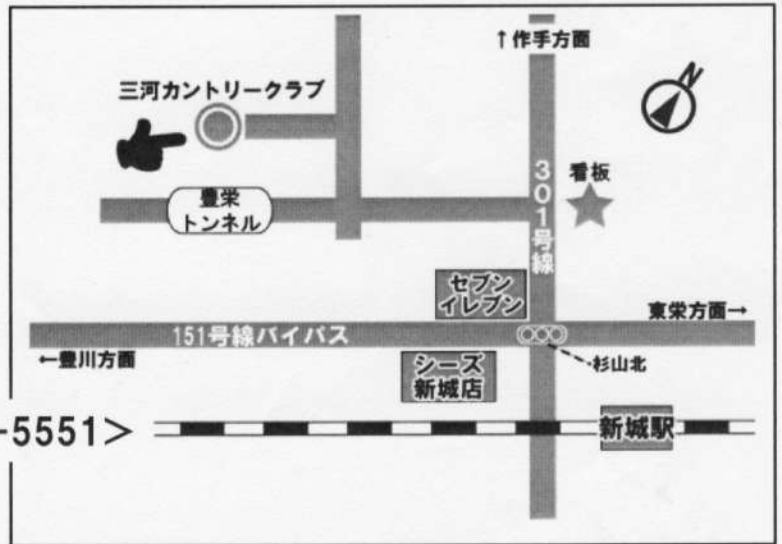 ↑作手方面
N
三河カントリークラブ
看板
301号線
豊栄
トンネル
セブン
イレブン
東栄方面→
151号線バイパス
←豊川方面
シーズ
新城店
杉山北
-5551>
新城駅